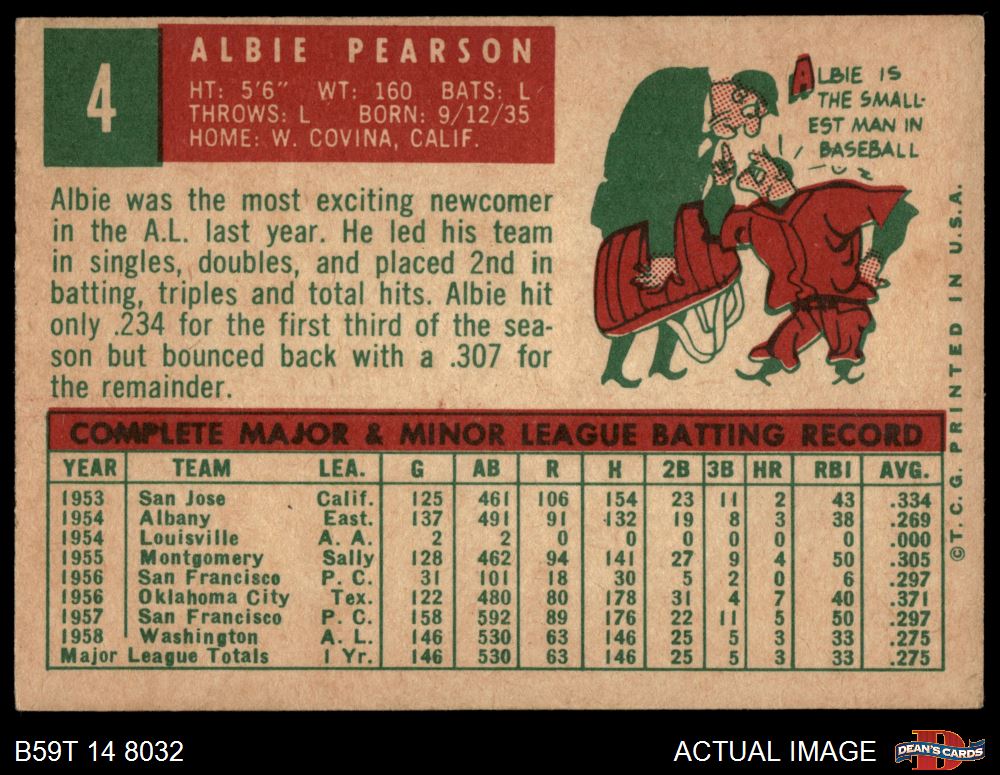 4
ALBIE PEARSON
HT: 5'6" WT: 160 BATS: L
THROWS: L BORN: 9/12/35
HOME: W. COVINA, CALIF.
ALBIE IS
THE SMALL-
EST MAN IN
BASEBALL
Albie was the most exciting newcomer
in the A.L. last year. He led his team
in singles, doubles, and placed 2nd in
batting, triples and total hits. Albie hit
only .234 for the first third of the sea-
son but bounced back with a .307 for
the remainder.
COMPLETE MAJOR & MINOR LEAGUE BATTING RECORD
YEAR TEAM LEA. G AB R H 2B 3B HR RBI AVG.
1953 San Jose Calif. 125 461 106 154 23 11 2 43 .334
1954 Albany East. 137 491 91 132 19 8 3 38 .269
1954 Louisville A. A. 2 2 0 0 0 0 0 0 .000
1955 Montgomery Sally 128 462 94 141 27 9 4 50 .305
1956 San Francisco P. C. 31 101 18 30 5 2 0 6 .297
1956 Oklahoma City Tex. 122 480 80 178 31 4 7 40 .371
1957 San Francisco P. C. 158 592 89 176 22 11 5 50 .297
1958 Washington A. L. 146 530 63 146 25 5 3 33 .275
Major League Totals 1 Yr. 146 530 63 146 25 5 3 33 .275
©T. C. G. PRINTED IN U.S.A.
B59T 14 8032
ACTUAL IMAGE
DEAN'S CARDS